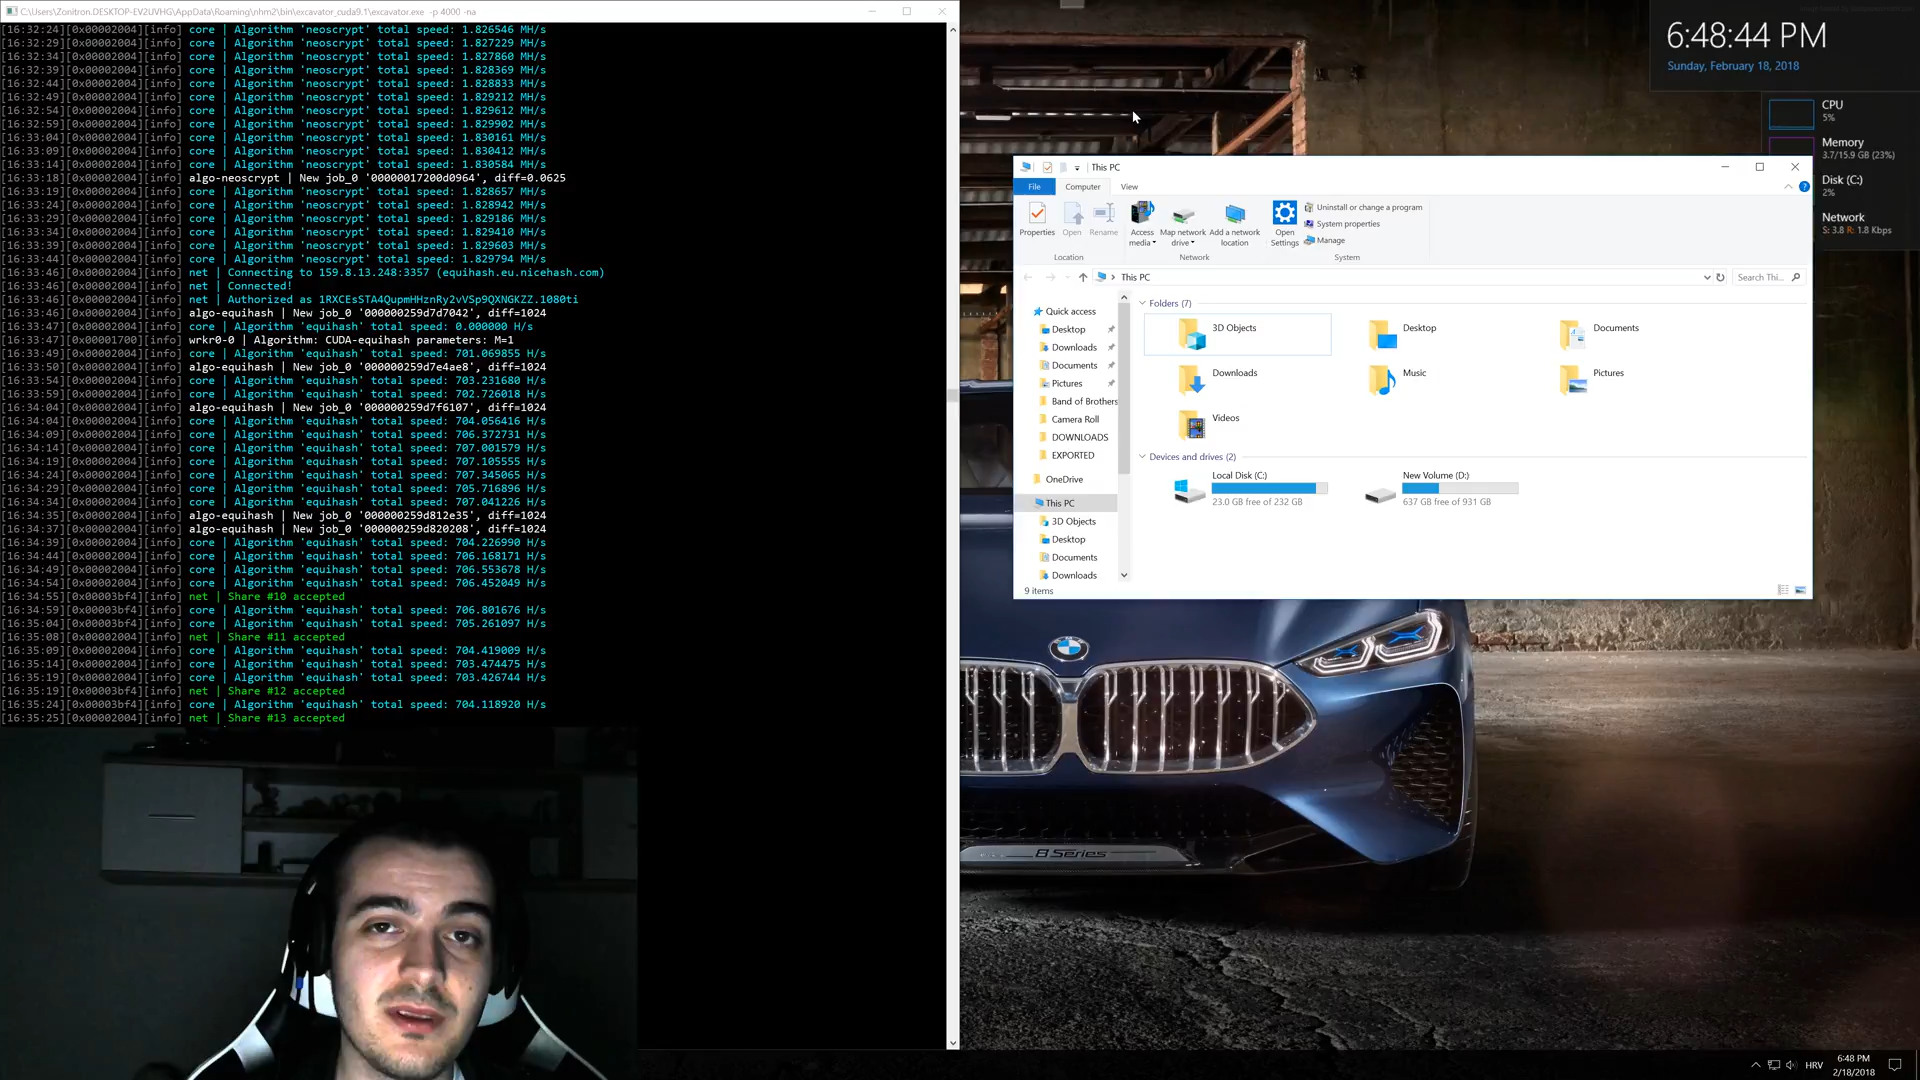 C:\Users\Zonitron.DESKTOP-EV2UVHG\AppData\Roaming\nhm2\bin\excavator_cuda9.1\excavator.exe -p 4000 -na
[16:32:24][0x00002004][info] core | Algorithm 'neoscrypt' total speed: 1.826546 MH/s
[16:32:29][0x00002004][info] core | Algorithm 'neoscrypt' total speed: 1.827229 MH/s
[16:32:34][0x00002004][info] core | Algorithm 'neoscrypt' total speed: 1.827860 MH/s
[16:32:39][0x00002004][info] core | Algorithm 'neoscrypt' total speed: 1.828369 MH/s
[16:32:44][0x00002004][info] core | Algorithm 'neoscrypt' total speed: 1.828833 MH/s
[16:32:49][0x00002004][info] core | Algorithm 'neoscrypt' total speed: 1.829212 MH/s
[16:32:54][0x00002004][info] core | Algorithm 'neoscrypt' total speed: 1.829612 MH/s
[16:32:59][0x00002004][info] core | Algorithm 'neoscrypt' total speed: 1.829902 MH/s
[16:33:04][0x00002004][info] core | Algorithm 'neoscrypt' total speed: 1.830161 MH/s
[16:33:09][0x00002004][info] core | Algorithm 'neoscrypt' total speed: 1.830412 MH/s
[16:33:14][0x00002004][info] core | Algorithm 'neoscrypt' total speed: 1.830584 MH/s
[16:33:18][0x00002004][info] algo-neoscrypt | New job_0 '00000017200d0964', diff=0.0625
[16:33:19][0x00002004][info] core | Algorithm 'neoscrypt' total speed: 1.828657 MH/s
[16:33:24][0x00002004][info] core | Algorithm 'neoscrypt' total speed: 1.828942 MH/s
[16:33:29][0x00002004][info] core | Algorithm 'neoscrypt' total speed: 1.829186 MH/s
[16:33:34][0x00002004][info] core | Algorithm 'neoscrypt' total speed: 1.829410 MH/s
[16:33:39][0x00002004][info] core | Algorithm 'neoscrypt' total speed: 1.829603 MH/s
[16:33:44][0x00002004][info] core | Algorithm 'neoscrypt' total speed: 1.829794 MH/s
[16:33:46][0x00002004][info] net | Connecting to 159.8.13.248:3357 (equihash.eu.nicehash.com)
[16:33:46][0x00002004][info] net | Connected!
[16:33:46][0x00002004][info] net | Authorized as 1RXCEsSTA4QupmHHznRy2vVSp9QXNGKZZ.1080ti
[16:33:46][0x00002004][info] algo-equihash | New job_0 '000000259d7d7042', diff=1024
[16:33:47][0x00002004][info] core | Algorithm 'equihash' total speed: 0.000000 H/s
[16:33:47][0x00001700][info] wrkr0-0 | Algorithm: CUDA-equihash parameters: M=1
[16:33:49][0x00002004][info] core | Algorithm 'equihash' total speed: 701.069855 H/s
[16:33:50][0x00002004][info] algo-equihash | New job_0 '000000259d7e4ae8', diff=1024
[16:33:54][0x00002004][info] core | Algorithm 'equihash' total speed: 703.231680 H/s
[16:33:59][0x00002004][info] core | Algorithm 'equihash' total speed: 702.726018 H/s
[16:34:04][0x00002004][info] algo-equihash | New job_0 '000000259d7f6107', diff=1024
[16:34:04][0x00002004][info] core | Algorithm 'equihash' total speed: 704.056416 H/s
[16:34:09][0x00002004][info] core | Algorithm 'equihash' total speed: 706.372731 H/s
[16:34:14][0x00002004][info] core | Algorithm 'equihash' total speed: 707.001579 H/s
[16:34:19][0x00002004][info] core | Algorithm 'equihash' total speed: 707.105555 H/s
[16:34:24][0x00002004][info] core | Algorithm 'equihash' total speed: 707.345065 H/s
[16:34:29][0x00002004][info] core | Algorithm 'equihash' total speed: 705.716896 H/s
[16:34:34][0x00002004][info] core | Algorithm 'equihash' total speed: 707.041226 H/s
[16:34:35][0x00002004][info] algo-equihash | New job_0 '000000259d812e35', diff=1024
[16:34:37][0x00002004][info] algo-equihash | New job_0 '000000259d820208', diff=1024
[16:34:39][0x00002004][info] core | Algorithm 'equihash' total speed: 704.226990 H/s
[16:34:44][0x00002004][info] core | Algorithm 'equihash' total speed: 706.168171 H/s
[16:34:49][0x00002004][info] core | Algorithm 'equihash' total speed: 706.553678 H/s
[16:34:54][0x00002004][info] core | Algorithm 'equihash' total speed: 706.452049 H/s
[16:34:55][0x00003bf4][info] net | Share #10 accepted
[16:34:59][0x00003bf4][info] core | Algorithm 'equihash' total speed: 706.801676 H/s
[16:35:04][0x00003bf4][info] core | Algorithm 'equihash' total speed: 705.261097 H/s
[16:35:08][0x00002004][info] net | Share #11 accepted
[16:35:09][0x00002004][info] core | Algorithm 'equihash' total speed: 704.419009 H/s
[16:35:14][0x00002004][info] core | Algorithm 'equihash' total speed: 703.474475 H/s
[16:35:19][0x00002004][info] core | Algorithm 'equihash' total speed: 703.426744 H/s
[16:35:19][0x00003bf4][info] net | Share #12 accepted
[16:35:24][0x00003bf4][info] core | Algorithm 'equihash' total speed: 704.118920 H/s
[16:35:25][0x00002004][info] net | Share #13 accepted
6:48:44 PM
Sunday, February 18, 2018
CPU
5%
Memory
3.7/15.9 GB (23%)
Disk (C:)
2%
Network
S: 3.8 R: 1.8 Kbps
This PC
File Computer View
Properties Open Rename Access media Map network drive Add a network location Open Settings
Uninstall or change a program
System properties
Manage
Location Network System
This PC
Search Thi...
Quick access
Desktop
Downloads
Documents
Pictures
Band of Brothers
Camera Roll
DOWNLOADS
EXPORTED
OneDrive
This PC
3D Objects
Desktop
Documents
Downloads
Folders (7)
3D Objects Desktop Documents
Downloads Music Pictures
Videos
Devices and drives (2)
Local Disk (C:) New Volume (D:)
23.0 GB free of 232 GB 637 GB free of 931 GB
9 items
BMW
8 Series
HRV
6:48 PM
2/18/2018